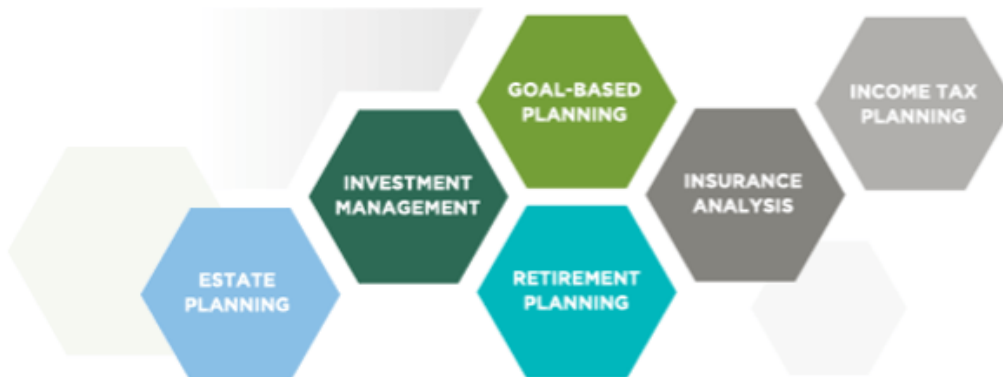 GOAL-BASED
PLANNING
INCOME TAX
PLANNING
INVESTMENT
MANAGEMENT
INSURANCE
ANALYSIS
ESTATE
PLANNING
RETIREMENT
PLANNING